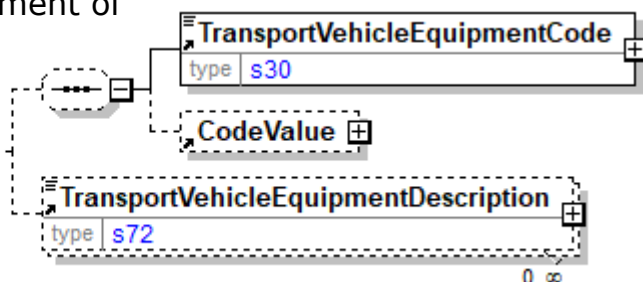 ment of
TransportVehicleEquipmentCode
type s30
CodeValue
TransportVehicleEquipmentDescription
type s72
0..∞